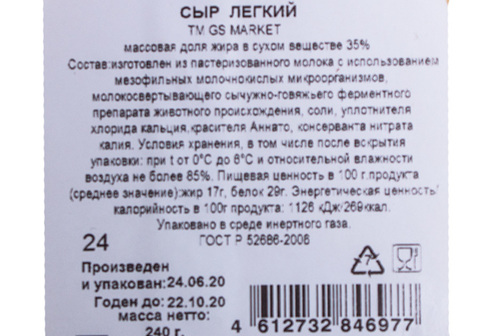 СЫР ЛЕГКИЙ
TM GS MARKET
массовая доля жира в сухом веществе 35%
Состав:изготовлен из пастеризованного молока с использованием
мезофильных молочнокислых микроорганизмов,
молокосвертывающего сычужно-говяжьего ферментного
препарата животного происхождения, соли, уплотнителя
хлорида кальция,красителя Аннато, консерванта нитрата
калия. Условия хранения, в том числе после вскрытия
упаковки: при t от 0°C до 6°C и относительной влажности
воздуха не более 85%. Пищевая ценность в 100 г.продукта
(среднее значение):жир 17г, белок 29г. Энергетическая ценность/
калорийность в 100г продукта: 1126 кДж/269ккал.
Упаковано в среде инертного газа.
24 ГОСТ Р 52686-2006
Произведен
и упакован:24.06.20
Годен до: 22.10.20
масса нетто:
240 г.
7
4 612732 846977